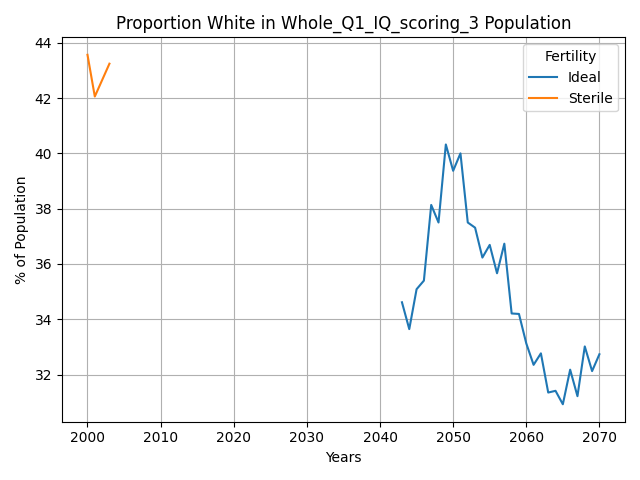 Proportion White in Whole_Q1_IQ_scoring_3 Population
Fertility
Ideal
Sterile
% of Population
44
42
40
38
36
34
32
2000
2010
2020
2030
2040
2050
2060
2070
Years